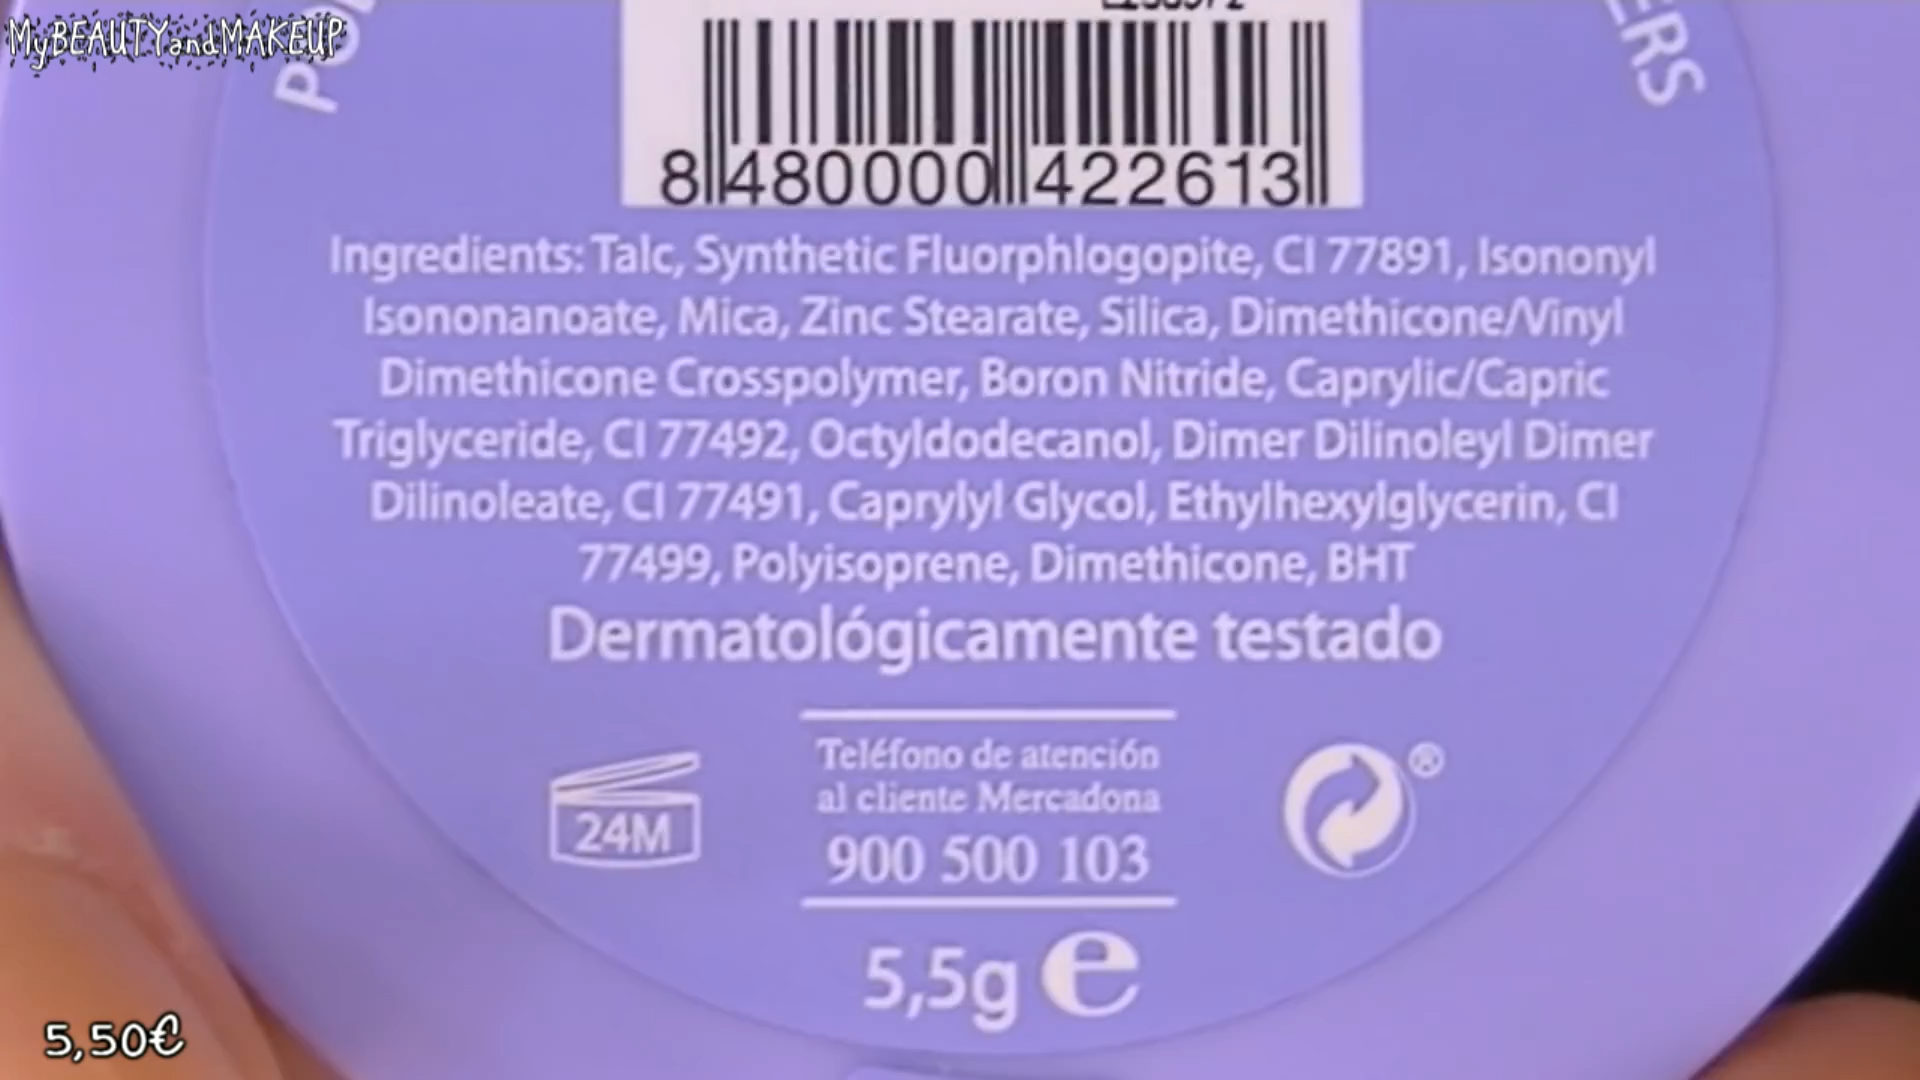 MyBEAUTYandMAKEUP
8 480000 422613
Ingredients: Talc, Synthetic Fluorphlogopite, CI 77891, Isononyl
Isononanoate, Mica, Zinc Stearate, Silica, Dimethicone/Vinyl
Dimethicone Crosspolymer, Boron Nitride, Caprylic/Capric
Triglyceride, CI 77492, Octyldodecanol, Dimer Dilinoleyl Dimer
Dilinoleate, CI 77491, Caprylyl Glycol, Ethylhexylglycerin, CI
77499, Polyisoprene, Dimethicone, BHT
Dermatológicamente testado
24M
Teléfono de atención
al cliente Mercadona
900 500 103
®
5,5g e
5,50€